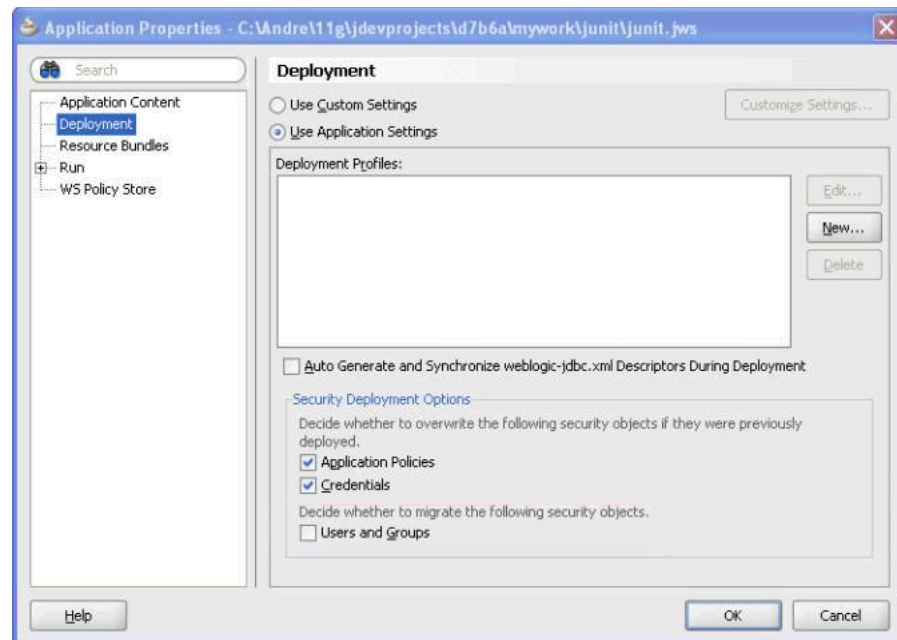 Application Properties - C:\Andre\11g\jdevprojects\d7b6a\mywork\junit\junit.jws
Search
Application Content
Deployment
Resource Bundles
Run
WS Policy Store
Deployment
Use Custom Settings
Customize Settings...
Use Application Settings
Deployment Profiles:
Edit...
New...
Delete
Auto Generate and Synchronize weblogic-jdbc.xml Descriptors During Deployment
Security Deployment Options
Decide whether to overwrite the following security objects if they were previously
deployed.
Application Policies
Credentials
Decide whether to migrate the following security objects.
Users and Groups
Help
OK
Cancel